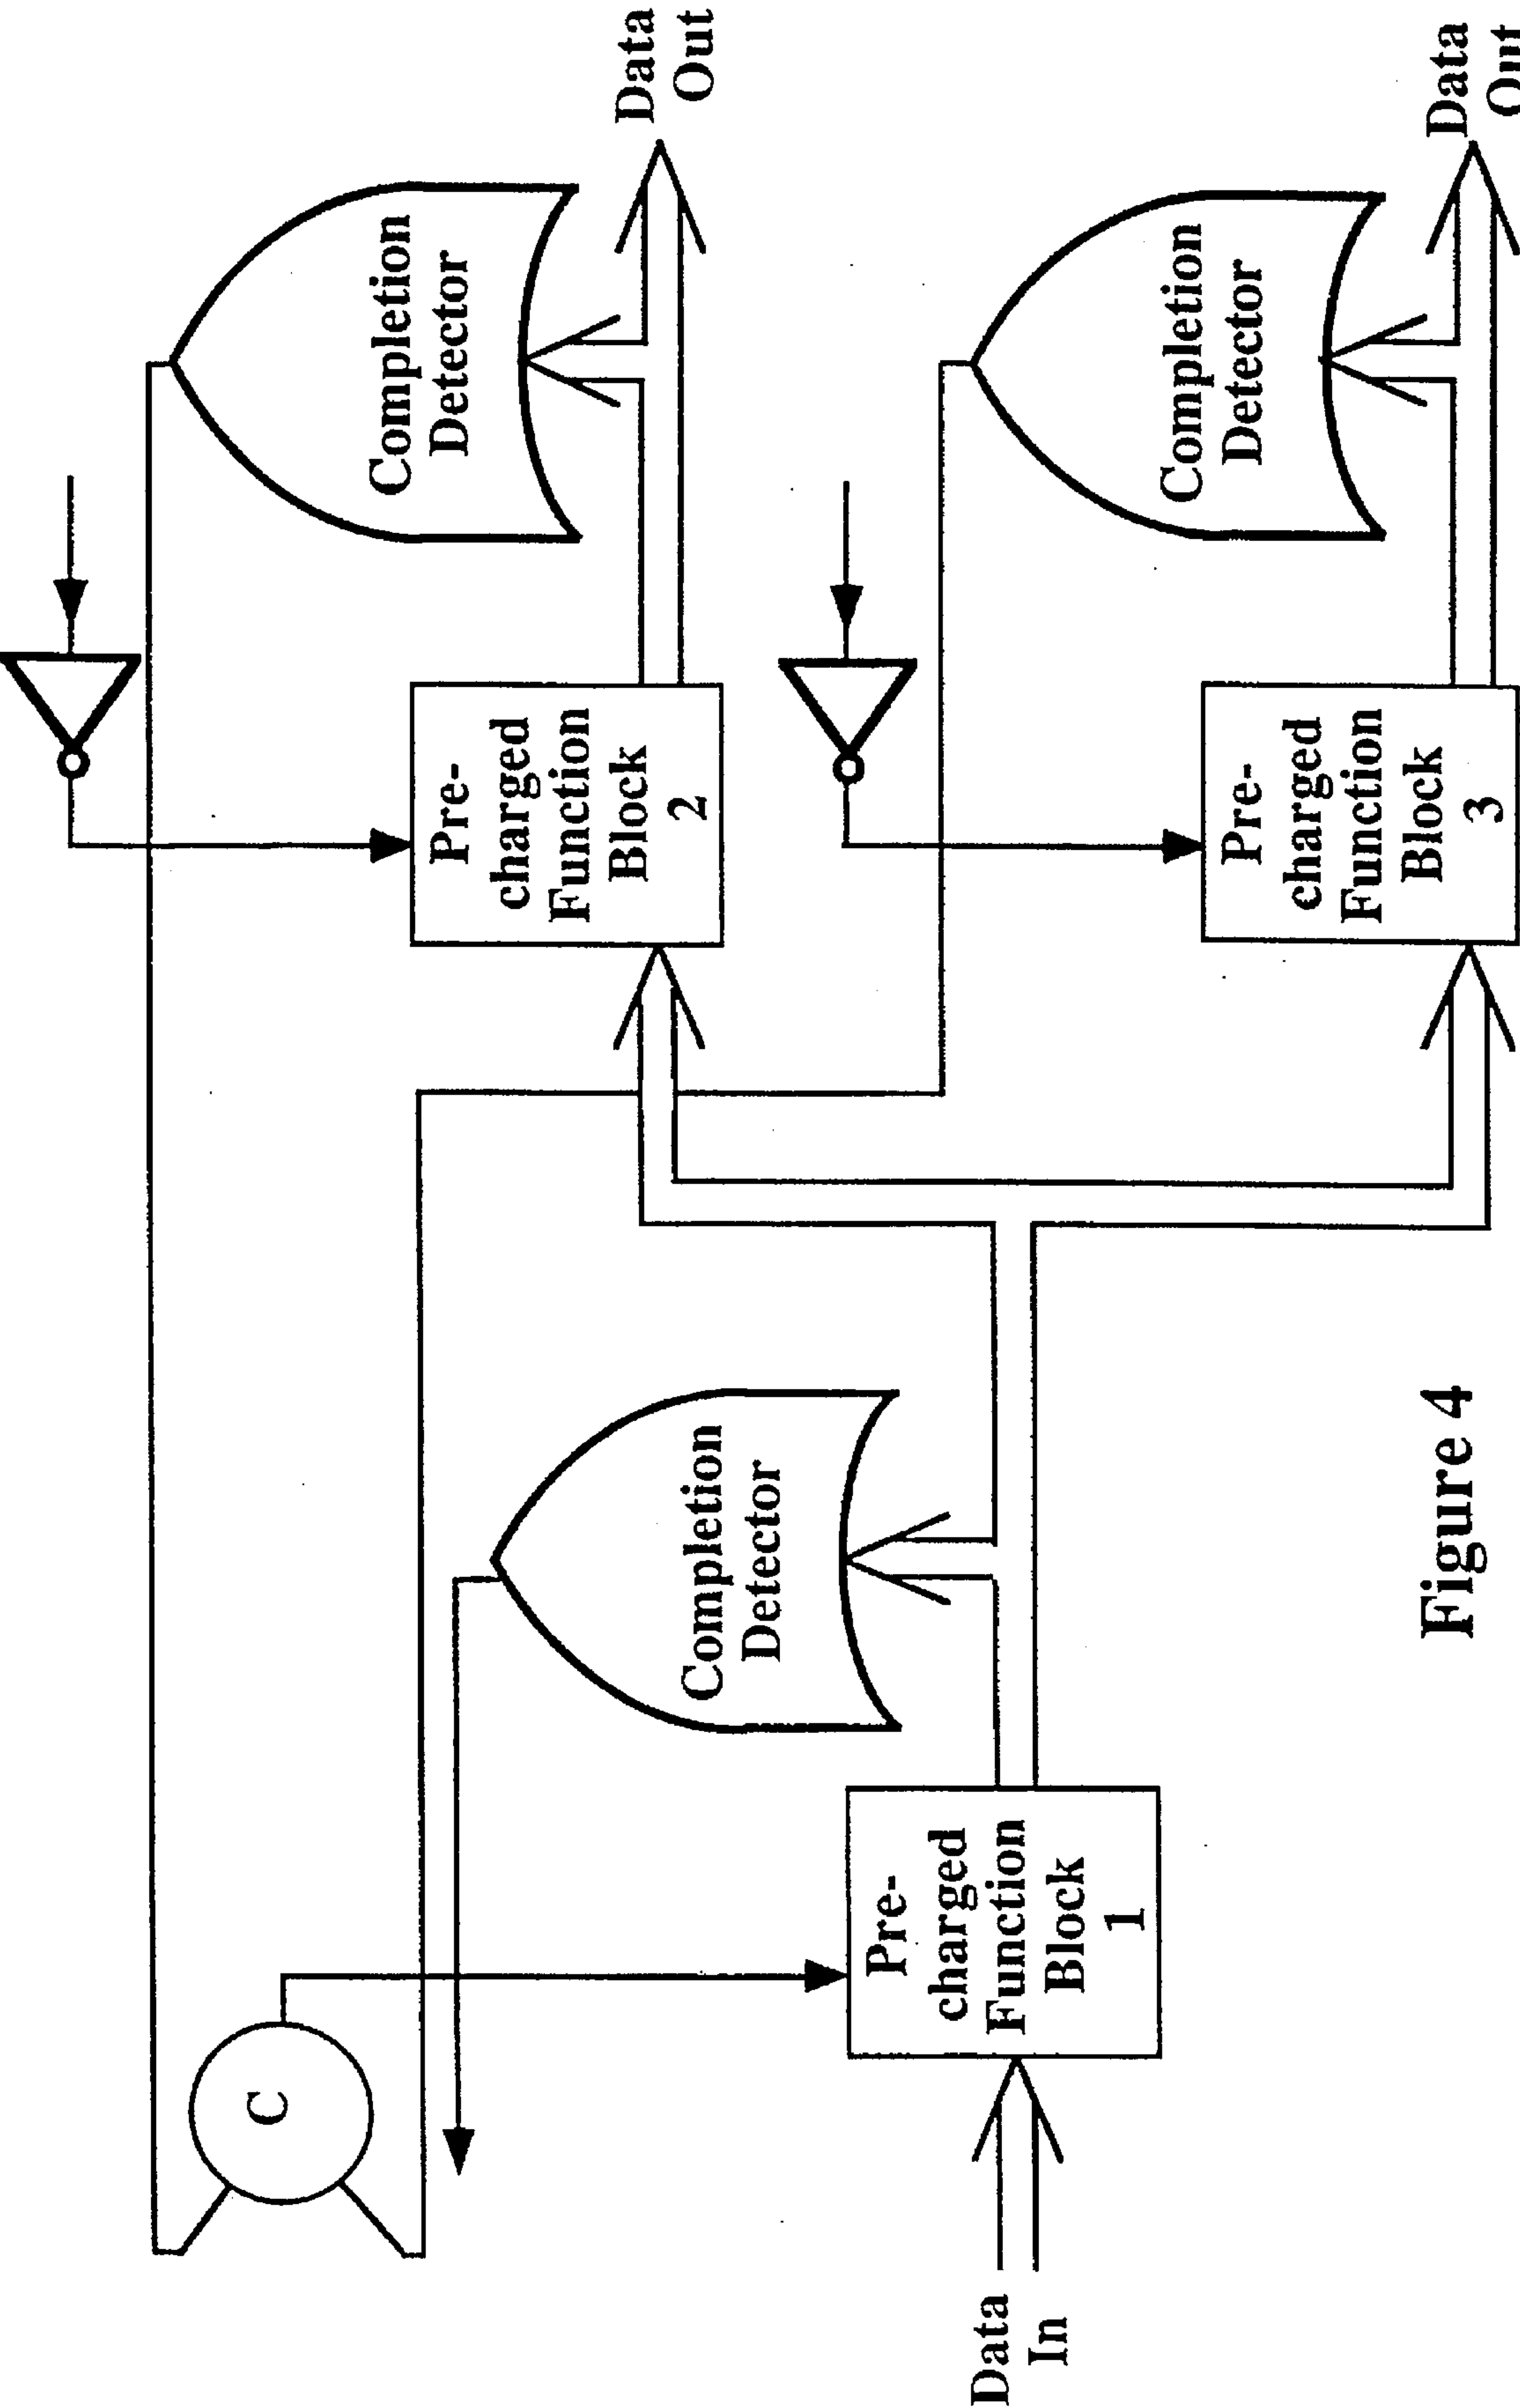 C
Completion
Detector
Data
Out
Pre-
charged
Function
Block
2
Completion
Detector
Data
In
Pre-
charged
Function
Block
1
Completion
Detector
Data
Out
Pre-
charged
Function
Block
3
Figure 4